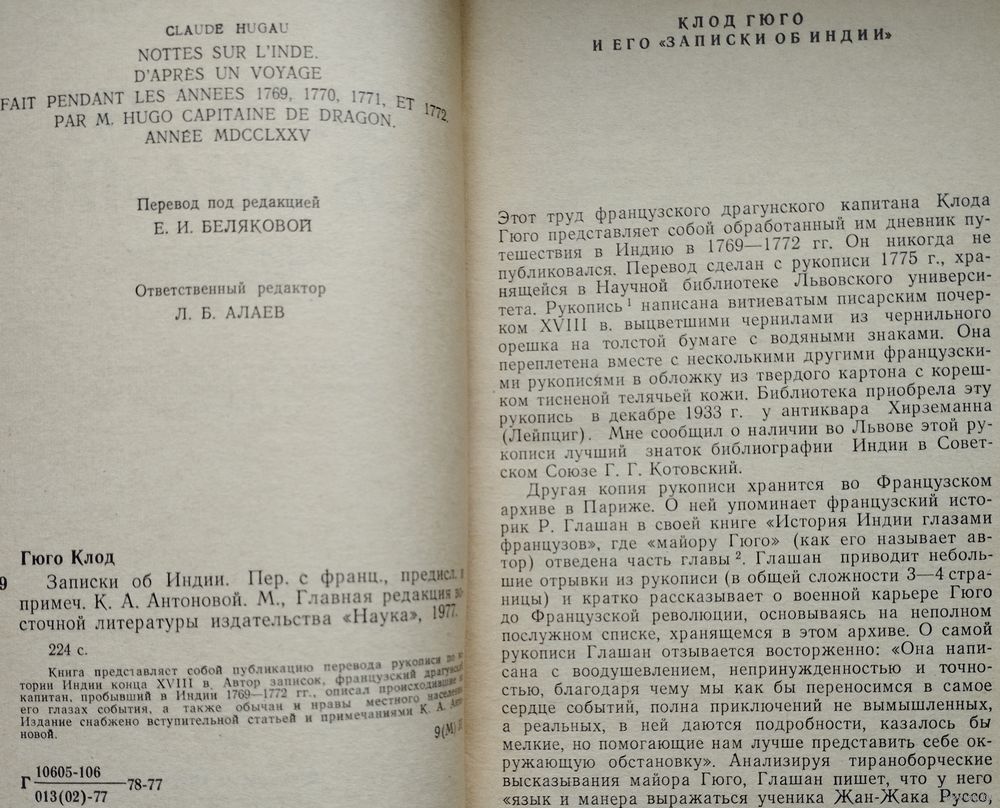 CLAUDE HUGAU
NOTTES SUR L'INDE.
D'APRÈS UN VOYAGE
FAIT PENDANT LES ANNEES 1769, 1770, 1771, ET 1772.
PAR M. HUGO CAPITAINE DE DRAGON.
ANNÉE MDCCLXXV
Перевод под редакцией
Е. И. БЕЛЯКОВОЙ
Ответственный редактор
Л. Б. АЛАЕВ
Гюго Клод
9 Записки об Индии. Пер. с франц., предисл. и
примеч. К. А. Антоновой. М., Главная редакция во-
сточной литературы издательства «Наука», 1977.
224 с.
Книга представляет собой публикацию перевода рукописи по ис-
тории Индии конца XVIII в. Автор записок, французский драгунский
капитан, пробывший в Индии 1769—1772 гг., описал происходившие на
его глазах события, а также обычаи и нравы местного населения.
Издание снабжено вступительной статьей и примечаниями К. А. Анто-
новой.
9(М)
Г 10605-106
013(02)-77 78-77
КЛОД ГЮГО
И ЕГО «ЗАПИСКИ ОБ ИНДИИ»
Этот труд французского драгунского капитана Клода
Гюго представляет собой обработанный им дневник пу-
тешествия в Индию в 1769—1772 гг. Он никогда не
публиковался. Перевод сделан с рукописи 1775 г., хра-
нящейся в Научной библиотеке Львовского университе-
тета. Рукопись 1 написана витиеватым писарским почер-
ком XVIII в. выцветшими чернилами из чернильного
орешка на толстой бумаге с водяными знаками. Она
переплетена вместе с несколькими другими французски-
ми рукописями в обложку из твердого картона с кореш-
ком тисненой телячьей кожи. Библиотека приобрела эту
рукопись в декабре 1933 г. у антиквара Хирземанна
(Лейпциг). Мне сообщил о наличии во Львове этой ру-
кописи лучший знаток библиографии Индии в Совет-
ском Союзе Г. Г. Котовский.
Другая копия рукописи хранится во Французском
архиве в Париже. О ней упоминает французский исто-
рик Р. Глашан в своей книге «История Индии глазами
французов», где «майору Гюго» (как его называет ав-
тор) отведена часть главы 2. Глашан приводит неболь-
шие отрывки из рукописи (в общей сложности 3—4 стра-
ницы) и кратко рассказывает о военной карьере Гюго
до Французской революции, основываясь на неполном
послужном списке, хранящемся в этом архиве. О самой
рукописи Глашан отзывается восторженно: «Она напи-
сана с воодушевлением, непринужденностью и точно-
стью, благодаря чему мы как бы переносимся в самое
сердце событий, полна приключений не вымышленных,
а реальных, в ней даются подробности, казалось бы
мелкие, но помогающие нам лучше представить себе ок-
ружающую обстановку». Анализируя тираноборческие
высказывания майора Гюго, Глашан пишет, что у него
«язык и манера выражаться ученика Жан-Жака Руссо,